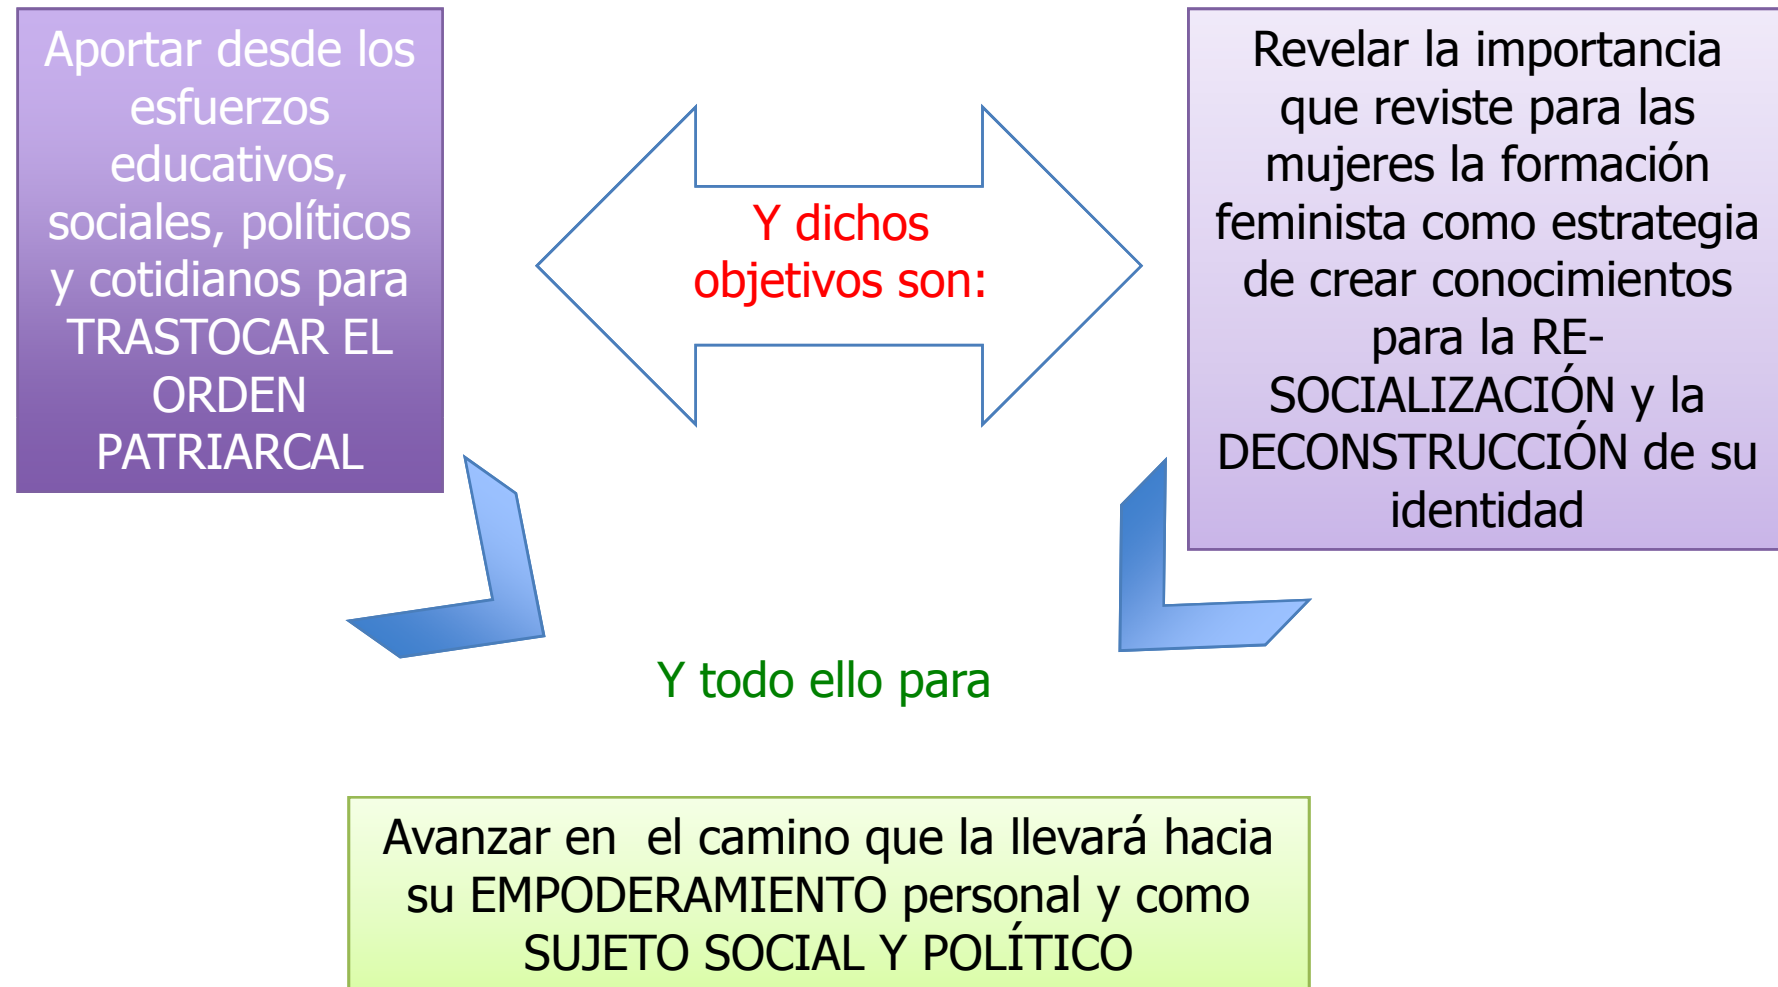 Aportar desde los
esfuerzos
educativos,
sociales, políticos
y cotidianos para
TRASTOCAR EL
ORDEN
PATRIARCAL
Y dichos
objetivos son:
Revelar la importancia
que reviste para las
mujeres la formación
feminista como estrategia
de crear conocimientos
para la RE-
SOCIALIZACIÓN y la
DECONSTRUCCIÓN de su
identidad
Y todo ello para
Avanzar en  el camino que la llevará hacia
su EMPODERAMIENTO personal y como
SUJETO SOCIAL Y POLÍTICO